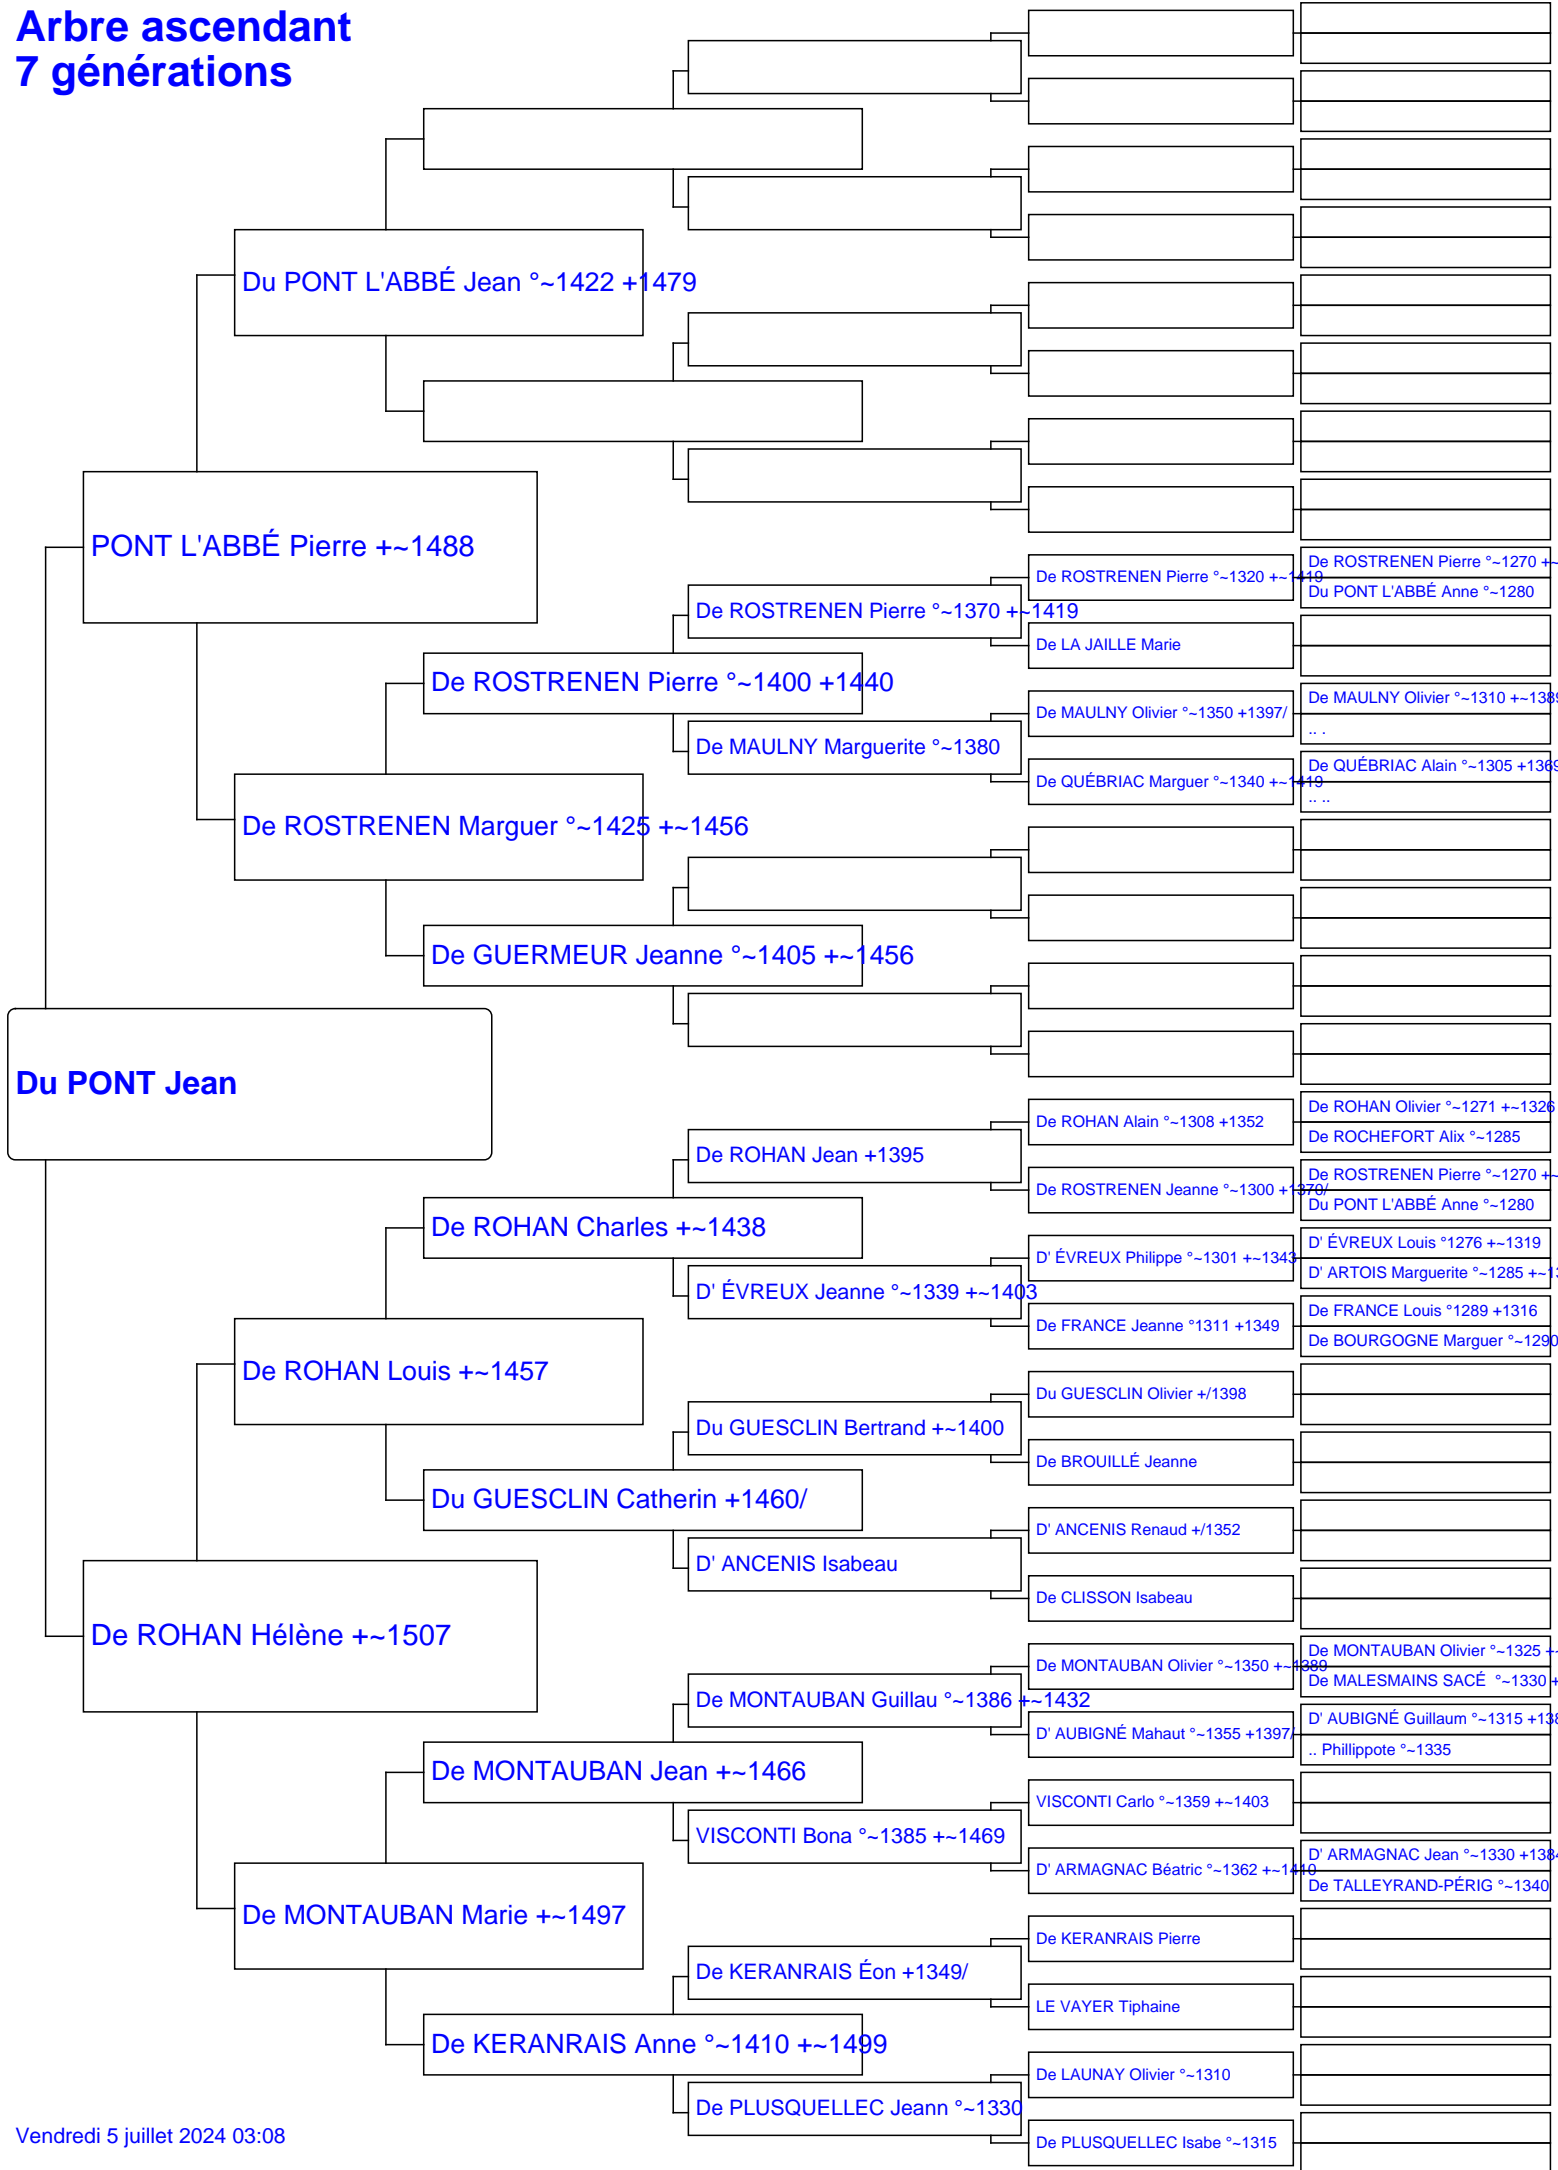 Arbre ascendant
7 générations
Du PONT L'ABBÉ Jean °~1422 +1479
PONT L'ABBÉ Pierre +~1488
De ROSTRENEN Pierre °~1320 +~1419
De ROSTRENEN Pierre °~1270 +~
Du PONT L'ABBÉ Anne °~1280
De ROSTRENEN Pierre °~1370 +~1419
De LA JAILLE Marie
De ROSTRENEN Pierre °~1400 +1440
De MAULNY Olivier °~1350 +1397/
De MAULNY Olivier °~1310 +~1389
.. .
De MAULNY Marguerite °~1380
De QUÉBRIAC Marguer °~1340 +~1419
De QUÉBRIAC Alain °~1305 +1369
.. ..
De ROSTRENEN Marguer °~1425 +~1456
De GUERMEUR Jeanne °~1405 +~1456
Du PONT Jean
De ROHAN Alain °~1308 +1352
De ROHAN Olivier °~1271 +~1326
De ROCHEFORT Alix °~1285
De ROHAN Jean +1395
De ROSTRENEN Jeanne °~1300 +1370/
De ROSTRENEN Pierre °~1270 +~
Du PONT L'ABBÉ Anne °~1280
De ROHAN Charles +~1438
D' ÉVREUX Philippe °~1301 +~1343
D' ÉVREUX Louis °1276 +~1319
D' ARTOIS Marguerite °~1285 +~13
D' ÉVREUX Jeanne °~1339 +~1403
De FRANCE Jeanne °1311 +1349
De FRANCE Louis °1289 +1316
De BOURGOGNE Marguer °~1290
De ROHAN Louis +~1457
Du GUESCLIN Olivier +/1398
Du GUESCLIN Bertrand +~1400
De BROUILLÉ Jeanne
Du GUESCLIN Catherin +1460/
D' ANCENIS Renaud +/1352
D' ANCENIS Isabeau
De CLISSON Isabeau
De ROHAN Hélène +~1507
De MONTAUBAN Olivier °~1350 +~1389
De MONTAUBAN Olivier °~1325 +~
De MALESMAINS SACÉ °~1330 +
De MONTAUBAN Guillau °~1386 +~1432
D' AUBIGNÉ Mahaut °~1355 +1397/
D' AUBIGNÉ Guillaum °~1315 +138
.. Phillippote °~1335
De MONTAUBAN Jean +~1466
VISCONTI Carlo °~1359 +~1403
VISCONTI Bona °~1385 +~1469
D' ARMAGNAC Béatric °~1362 +~1410
D' ARMAGNAC Jean °~1330 +1384
De TALLEYRAND-PÉRIG °~1340
De MONTAUBAN Marie +~1497
De KERANRAIS Pierre
De KERANRAIS Éon +1349/
LE VAYER Tiphaine
De KERANRAIS Anne °~1410 +~1499
De LAUNAY Olivier °~1310
De PLUSQUELLEC Jeann °~1330
De PLUSQUELLEC Isabe °~1315
Vendredi 5 juillet 2024 03:08